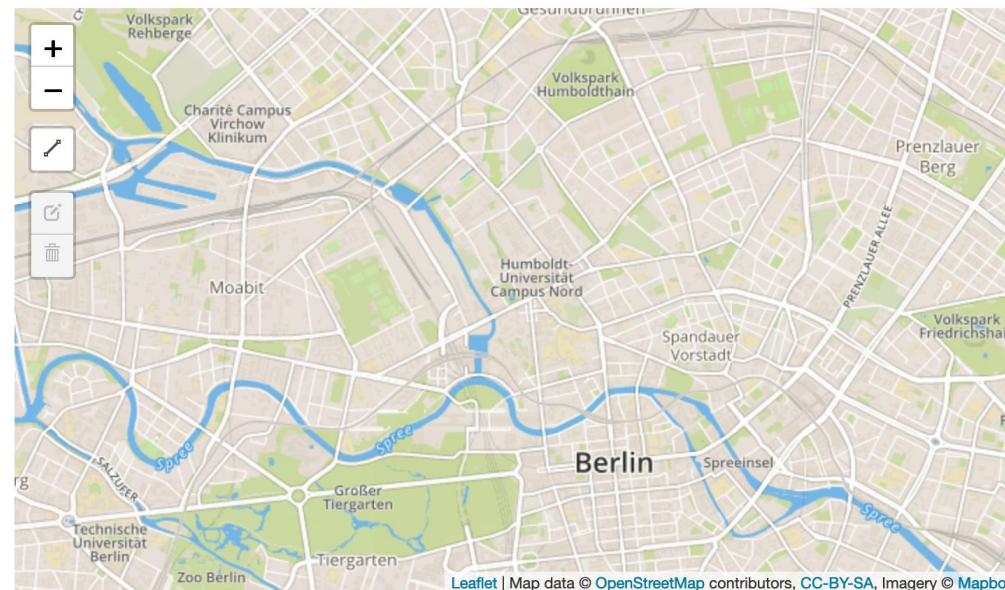 Gesundbrunnen
Volkspark
Rehberge
+
−
Volkspark
Humboldthain
Charité Campus
Virchow
Klinikum
Prenzlauer
Berg
PRENZLAUER ALLEE
Humboldt-
Universität
Campus Nord
Moabit
Volkspark
Friedrichshai
Spandauer
Vorstadt
Spree
Spree
Berlin
Spreeinsel
SALZUFER
rg
Großer
Tiergarten
Spree
Technische
Universität
Berlin
Tiergarten
Zoo Berlin
Leaflet | Map data © OpenStreetMap contributors, CC-BY-SA, Imagery © Mapbo